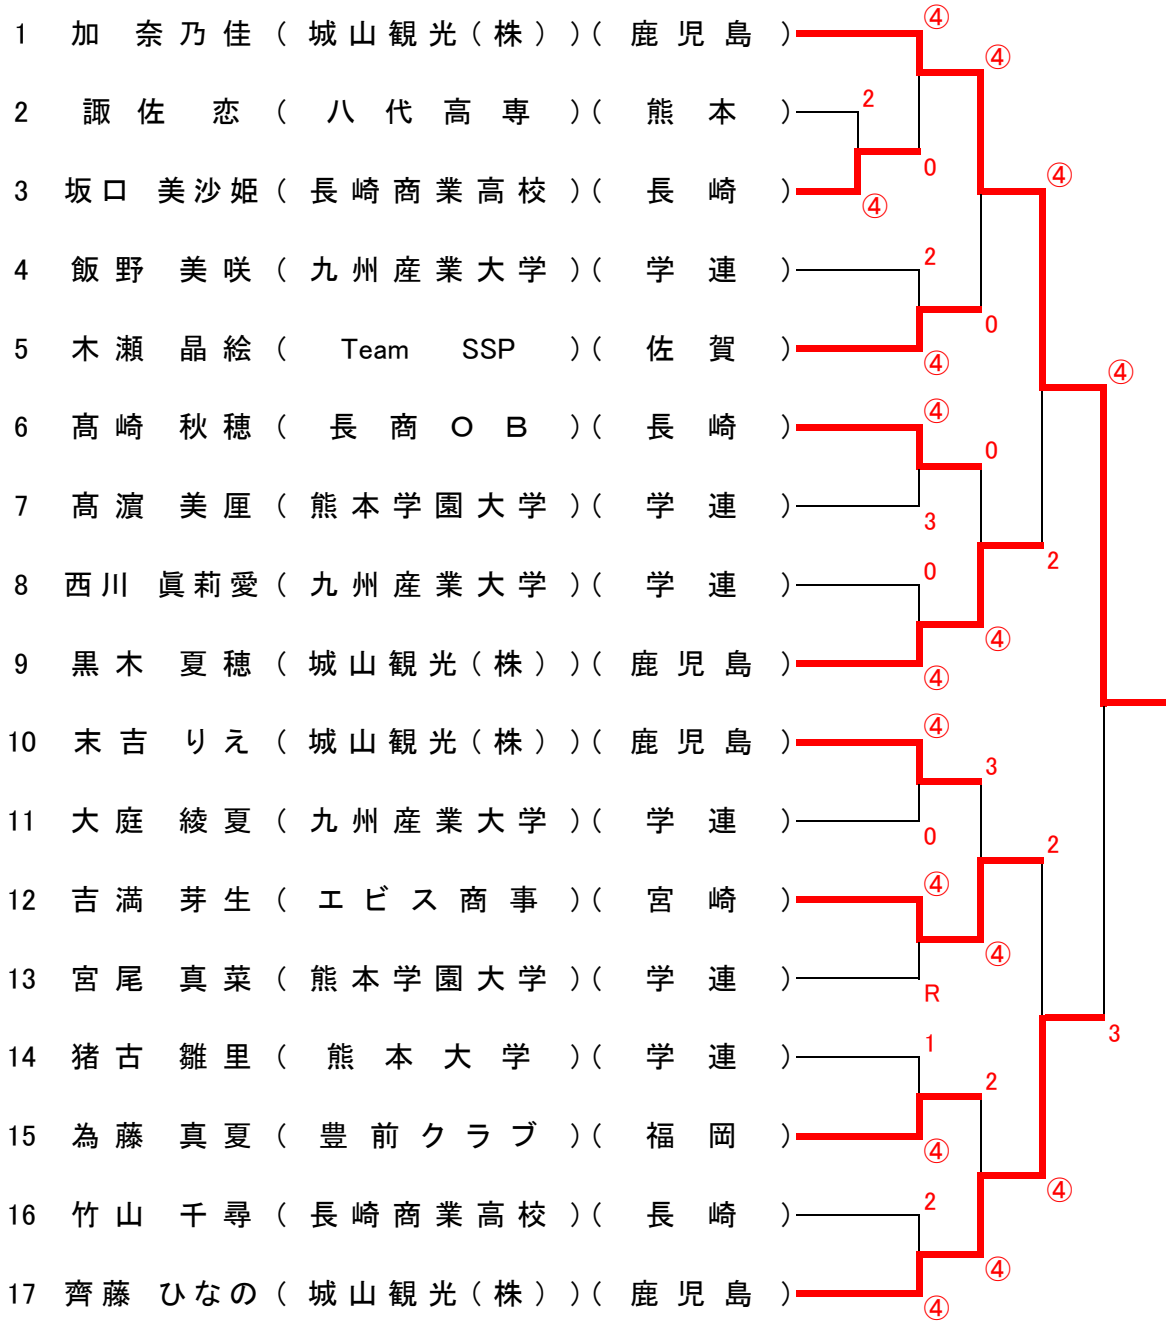 ④
1 加 奈乃佳 ( 城山観光(株) )( 鹿児島 )
④
2 諏佐 恋 ( 八代高専 )( 熊本 )
2
0
3 坂口 美沙姫 ( 長崎商業高校 )( 長崎 )
④
④
4 飯野 美咲 ( 九州産業大学 )( 学連 )
2
0
5 木瀬 晶絵 ( Team SSP )( 佐賀 )
④
④
6 髙崎 秋穂 ( 長商OB )( 長崎 )
④
0
7 髙濵 美厘 ( 熊本学園大学 )( 学連 )
3
2
8 西川 眞莉愛 ( 九州産業大学 )( 学連 )
0
④
9 黒木 夏穂 ( 城山観光(株) )( 鹿児島 )
④
10 末吉 りえ ( 城山観光(株) )( 鹿児島 )
④
3
11 大庭 綾夏 ( 九州産業大学 )( 学連 )
0
2
12 吉満 芽生 ( エビス商事 )( 宮崎 )
④
④
13 宮尾 真菜 ( 熊本学園大学 )( 学連 )
R
3
14 猪古 雛里 ( 熊本大学 )( 学連 )
1
2
15 為藤 真夏 ( 豊前クラブ )( 福岡 )
④
④
16 竹山 千尋 ( 長崎商業高校 )( 長崎 )
2
④
17 齊藤 ひなの ( 城山観光(株) )( 鹿児島 )
④